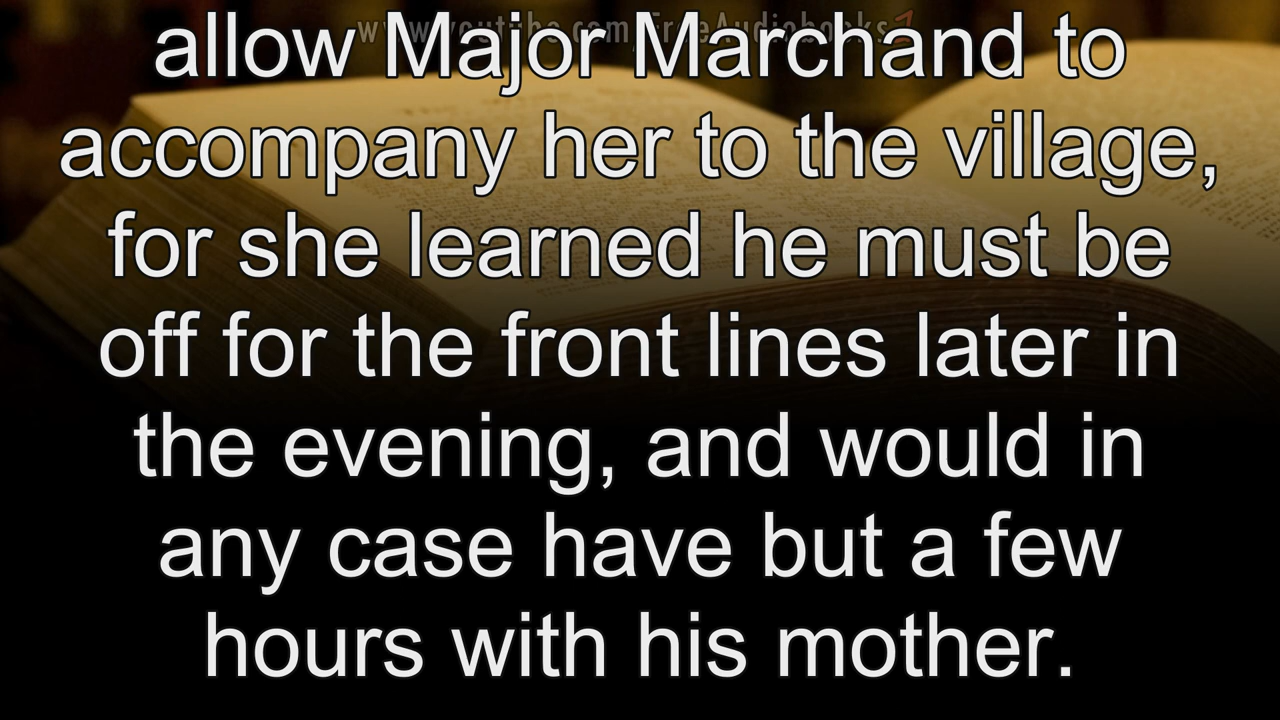 www.youtube.com/FreeAudiobooks1
allow Major Marchand to
accompany her to the village,
for she learned he must be
off for the front lines later in
the evening, and would in
any case have but a few
hours with his mother.